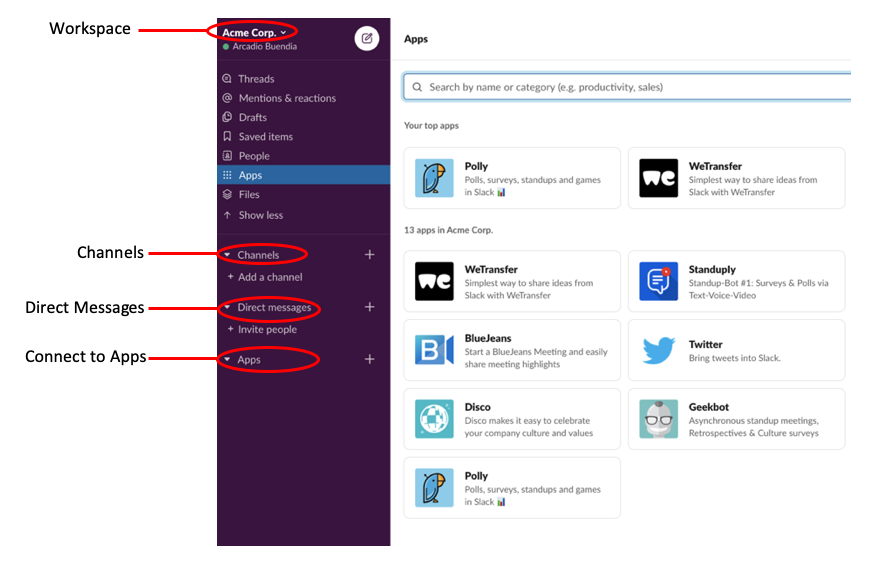 Workspace
Channels
Direct Messages
Connect to Apps
Acme Corp.
Arcadio Buendia
Threads
Mentions & reactions
Drafts
Saved items
People
Apps
Files
Show less
Channels
+ Add a channel
Direct messages
+ Invite people
Apps
Apps
Search by name or category (e.g. productivity, sales)
Your top apps
Polly
Polls, surveys, standups and games
in Slack 📊
WeTransfer
Simplest way to share ideas from
Slack with WeTransfer
13 apps in Acme Corp.
WeTransfer
Simplest way to share ideas from
Slack with WeTransfer
Standuply
Standup-Bot #1: Surveys & Polls via
Text-Voice-Video
BlueJeans
Start a BlueJeans Meeting and easily
share meeting highlights
Twitter
Bring tweets into Slack.
Disco
Disco makes it easy to celebrate
your company culture and values
Geekbot
Asynchronous standup meetings,
Retrospectives & Culture surveys
Polly
Polls, surveys, standups and games
in Slack 📊